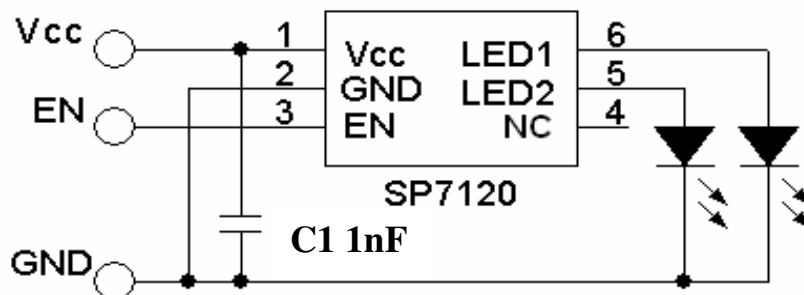 Vcc 1 Vcc LED1 6
2 GND LED2 5
EN 3 EN NC 4
SP7120
C1 1nF
GND